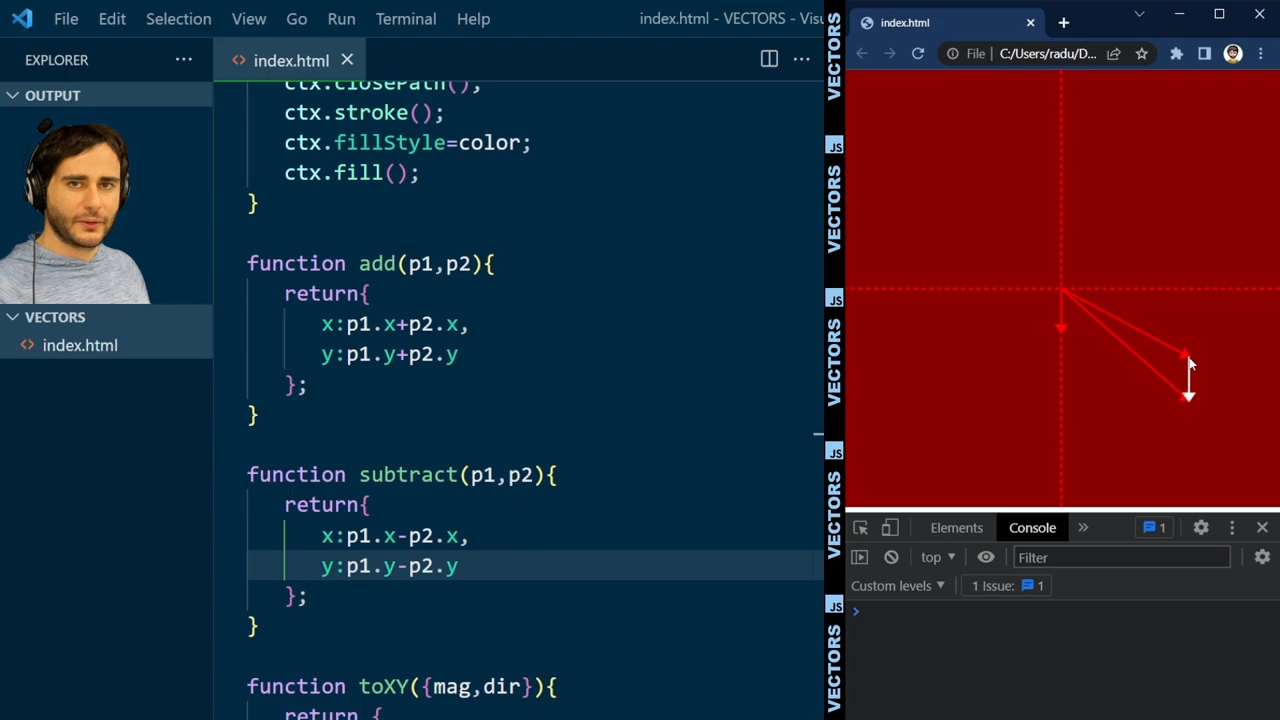 File Edit Selection View Go Run Terminal Help
index.html - VECTORS - Visu
EXPLORER
OUTPUT
VECTORS
index.html
index.html
ctx.closePath();
ctx.stroke();
ctx.fillStyle=color;
ctx.fill();
}
function add(p1,p2){
return{
x:p1.x+p2.x,
y:p1.y+p2.y
};
}
function subtract(p1,p2){
return{
x:p1.x-p2.x,
y:p1.y-p2.y
};
}
function toXY({mag,dir}){
return {
VECTORS
JS
VECTORS
JS
VECTORS
JS
VECTORS
JS
VECTORS
index.html
File C:/Users/radu/D...
Elements Console 1
top Filter
Custom levels 1 Issue: 1